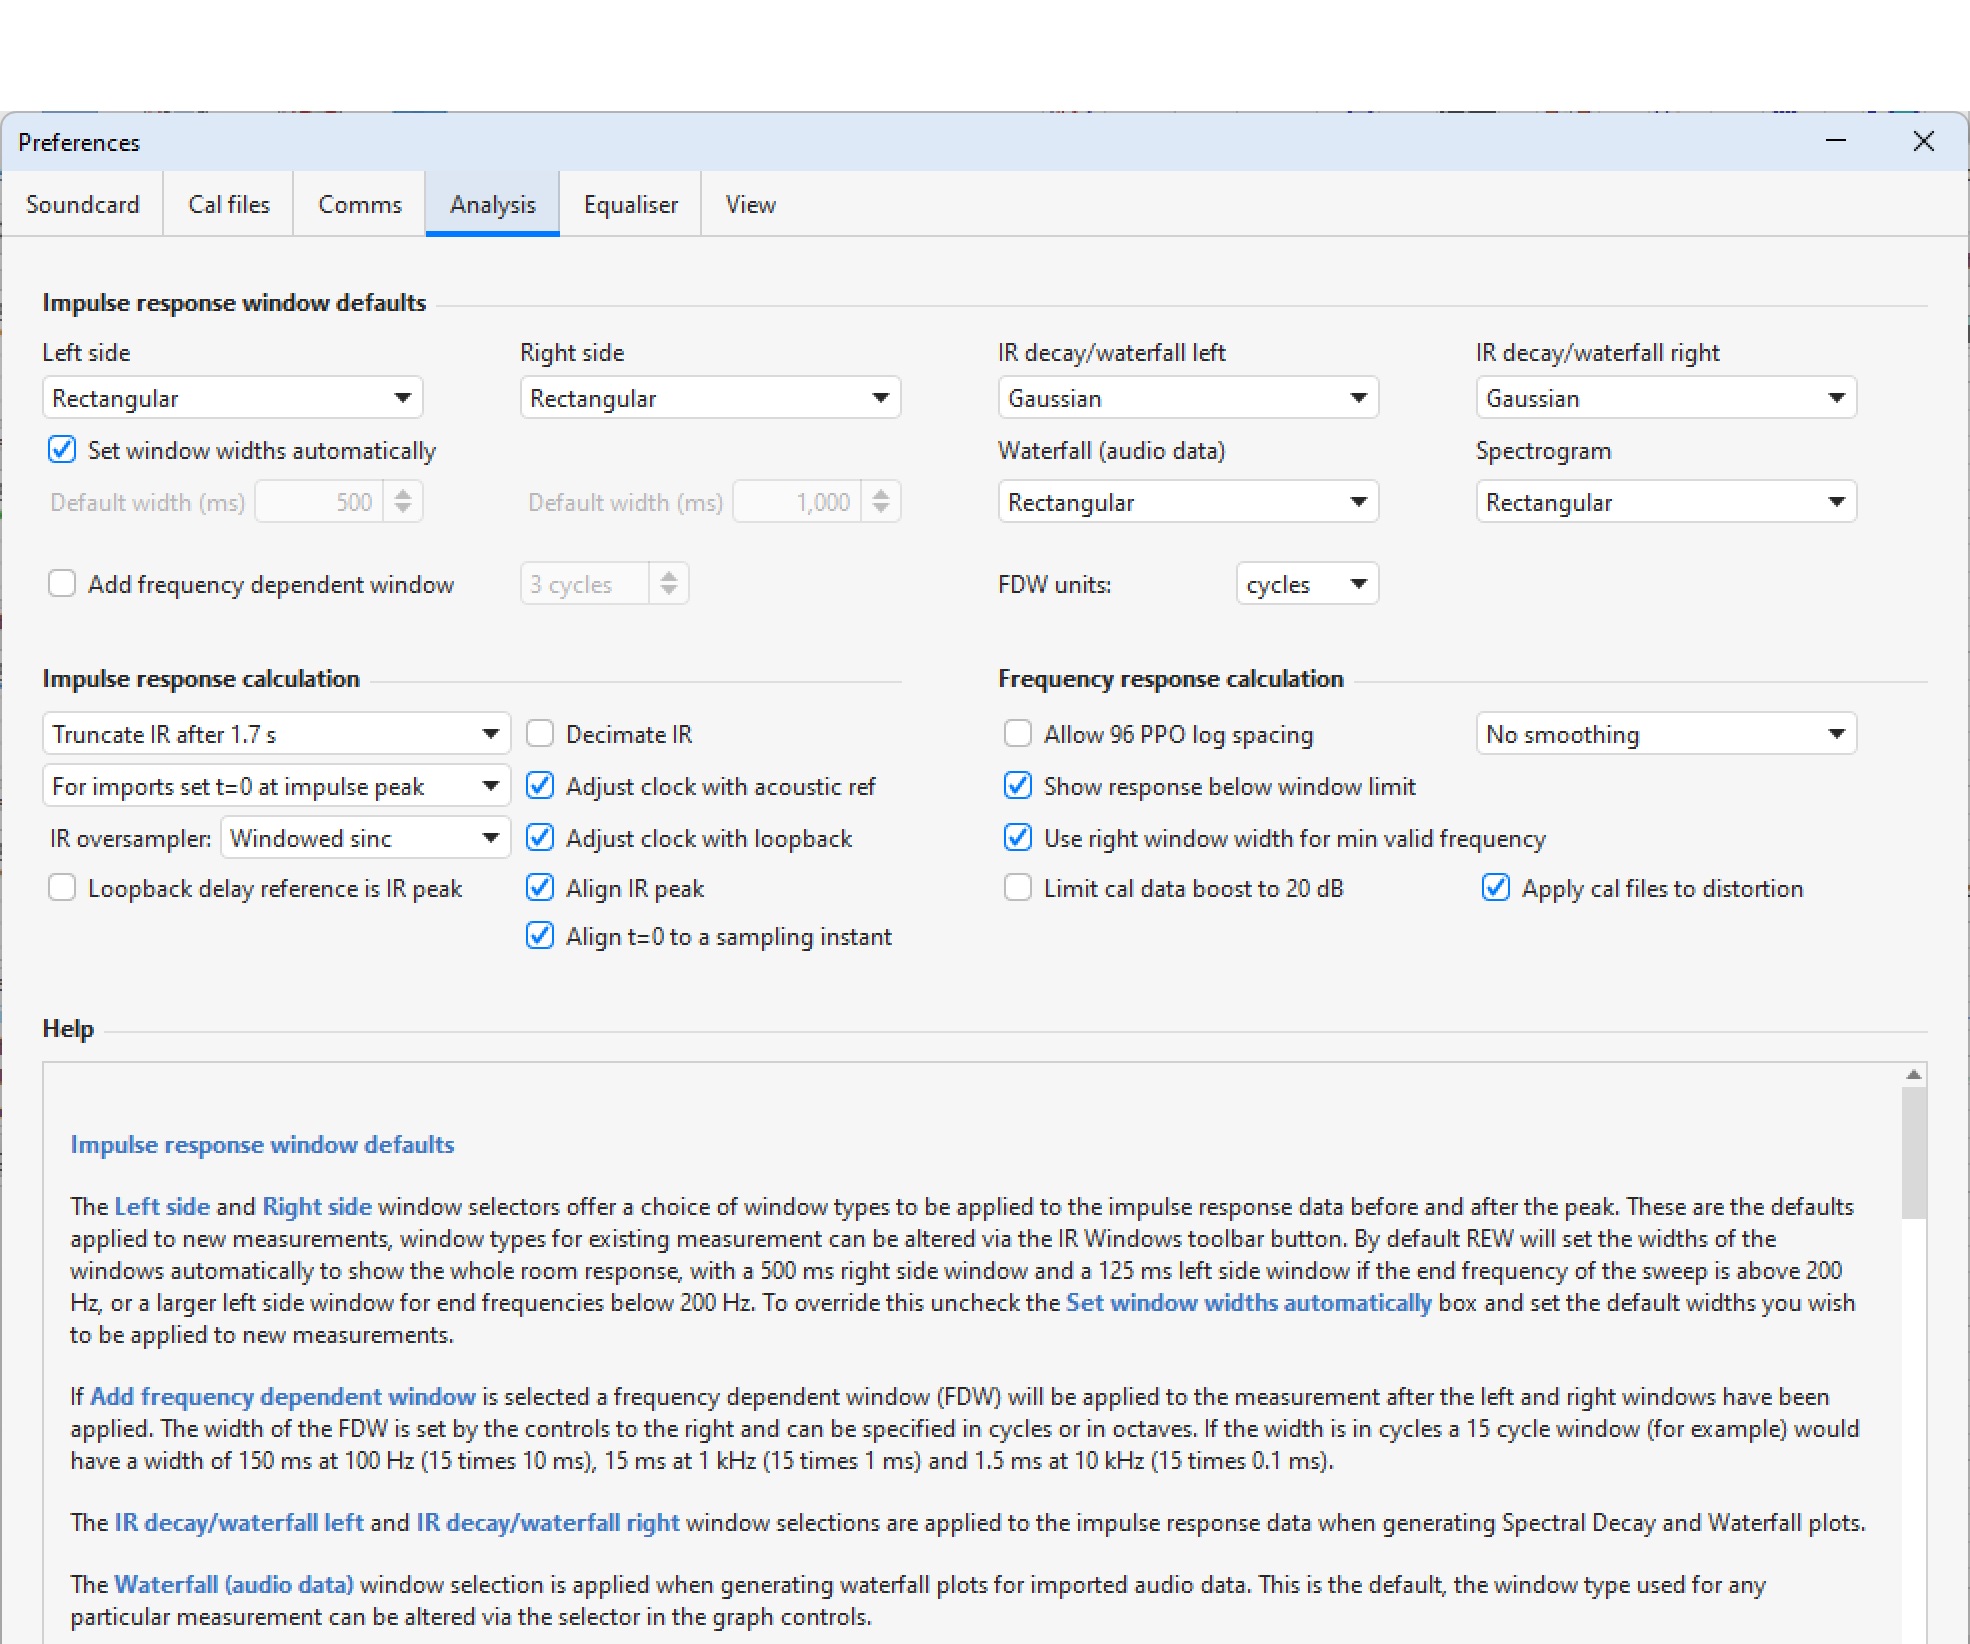 Preferences
Soundcard Cal files Comms Analysis Equaliser View
Impulse response window defaults
Left side Right side IR decay/waterfall left IR decay/waterfall right
Rectangular Rectangular Gaussian Gaussian
Set window widths automatically Waterfall (audio data) Spectrogram
Default width (ms) 500 Default width (ms) 1,000 Rectangular Rectangular
Add frequency dependent window 3 cycles FDW units: cycles
Impulse response calculation Frequency response calculation
Truncate IR after 1.7 s Decimate IR Allow 96 PPO log spacing No smoothing
For imports set t=0 at impulse peak Adjust clock with acoustic ref Show response below window limit
IR oversampler: Windowed sinc Adjust clock with loopback Use right window width for min valid frequency
Loopback delay reference is IR peak Align IR peak Limit cal data boost to 20 dB Apply cal files to distortion
Align t=0 to a sampling instant
Help
Impulse response window defaults
The Left side and Right side window selectors offer a choice of window types to be applied to the impulse response data before and after the peak. These are the defaults
applied to new measurements, window types for existing measurement can be altered via the IR Windows toolbar button. By default REW will set the widths of the
windows automatically to show the whole room response, with a 500 ms right side window and a 125 ms left side window if the end frequency of the sweep is above 200
Hz, or a larger left side window for end frequencies below 200 Hz. To override this uncheck the Set window widths automatically box and set the default widths you wish
to be applied to new measurements.
If Add frequency dependent window is selected a frequency dependent window (FDW) will be applied to the measurement after the left and right windows have been
applied. The width of the FDW is set by the controls to the right and can be specified in cycles or in octaves. If the width is in cycles a 15 cycle window (for example) would
have a width of 150 ms at 100 Hz (15 times 10 ms), 15 ms at 1 kHz (15 times 1 ms) and 1.5 ms at 10 kHz (15 times 0.1 ms).
The IR decay/waterfall left and IR decay/waterfall right window selections are applied to the impulse response data when generating Spectral Decay and Waterfall plots.
The Waterfall (audio data) window selection is applied when generating waterfall plots for imported audio data. This is the default, the window type used for any
particular measurement can be altered via the selector in the graph controls.